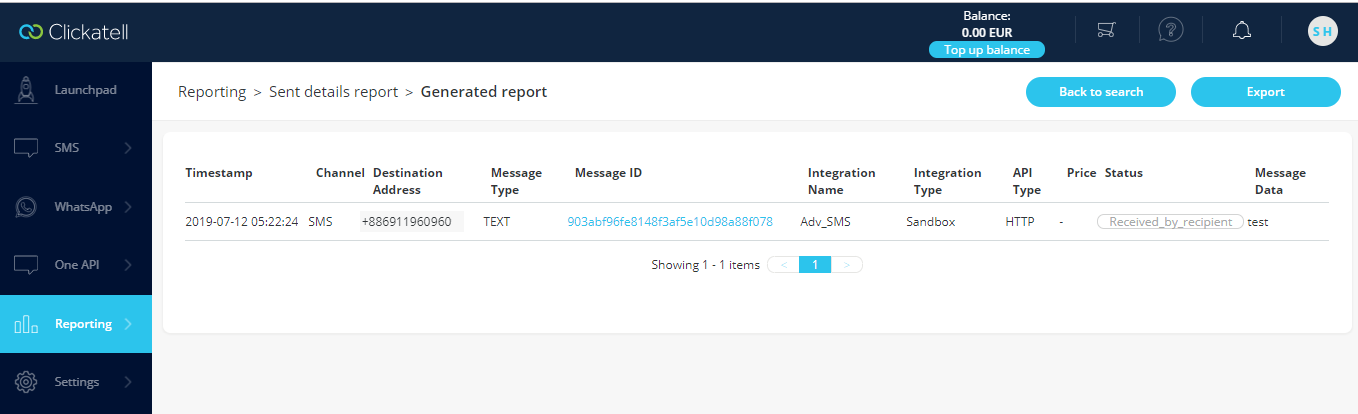 Clickatell
Balance:
0.00 EUR
Top up balance
S H
Launchpad
SMS
WhatsApp
One API
Reporting
Settings
Reporting > Sent details report > Generated report
Back to search
Export
Timestamp Channel Destination Address Message Type Message ID Integration Name Integration Type API Type Price Status Message Data
2019-07-12 05:22:24 SMS +886911960960 TEXT 903abf96fe8148f3af5e10d98a88f078 Adv_SMS Sandbox HTTP - Received_by_recipient test
Showing 1 - 1 items < 1 >